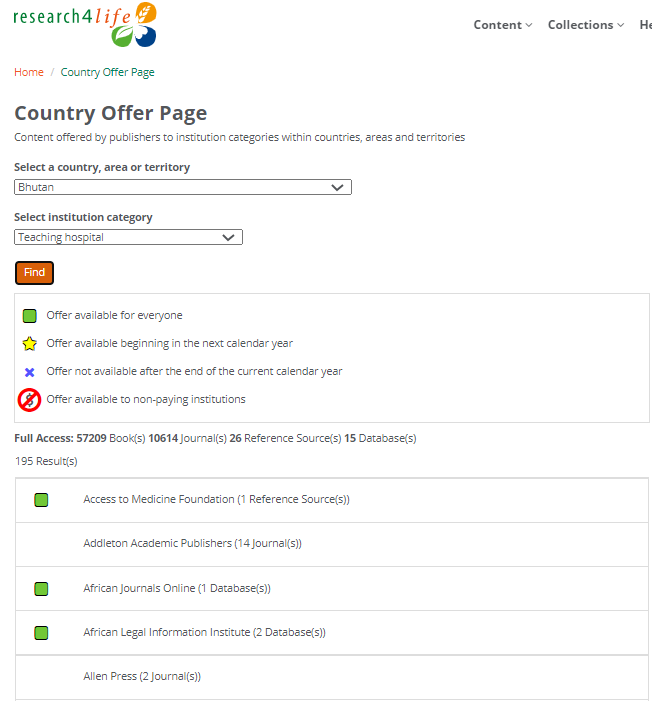 research4life
Content Collections He
Home / Country Offer Page
Country Offer Page
Content offered by publishers to institution categories within countries, areas and territories
Select a country, area or territory
Bhutan
Select institution category
Teaching hospital
Find
Offer available for everyone
Offer available beginning in the next calendar year
Offer not available after the end of the current calendar year
Offer available to non-paying institutions
Full Access: 57209 Book(s) 10614 Journal(s) 26 Reference Source(s) 15 Database(s)
195 Result(s)
Access to Medicine Foundation (1 Reference Source(s))
Addleton Academic Publishers (14 Journal(s))
African Journals Online (1 Database(s))
African Legal Information Institute (2 Database(s))
Allen Press (2 Journal(s))